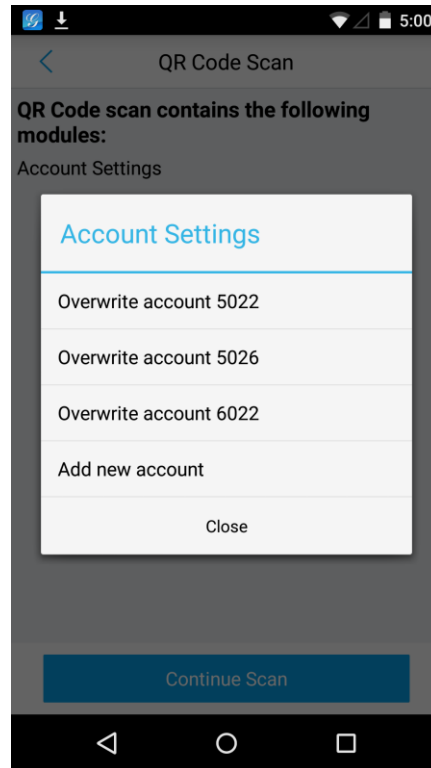 5:00
QR Code Scan
QR Code scan contains the following
modules:
Account Settings
Account Settings
Overwrite account 5022
Overwrite account 5026
Overwrite account 6022
Add new account
Close
Continue Scan